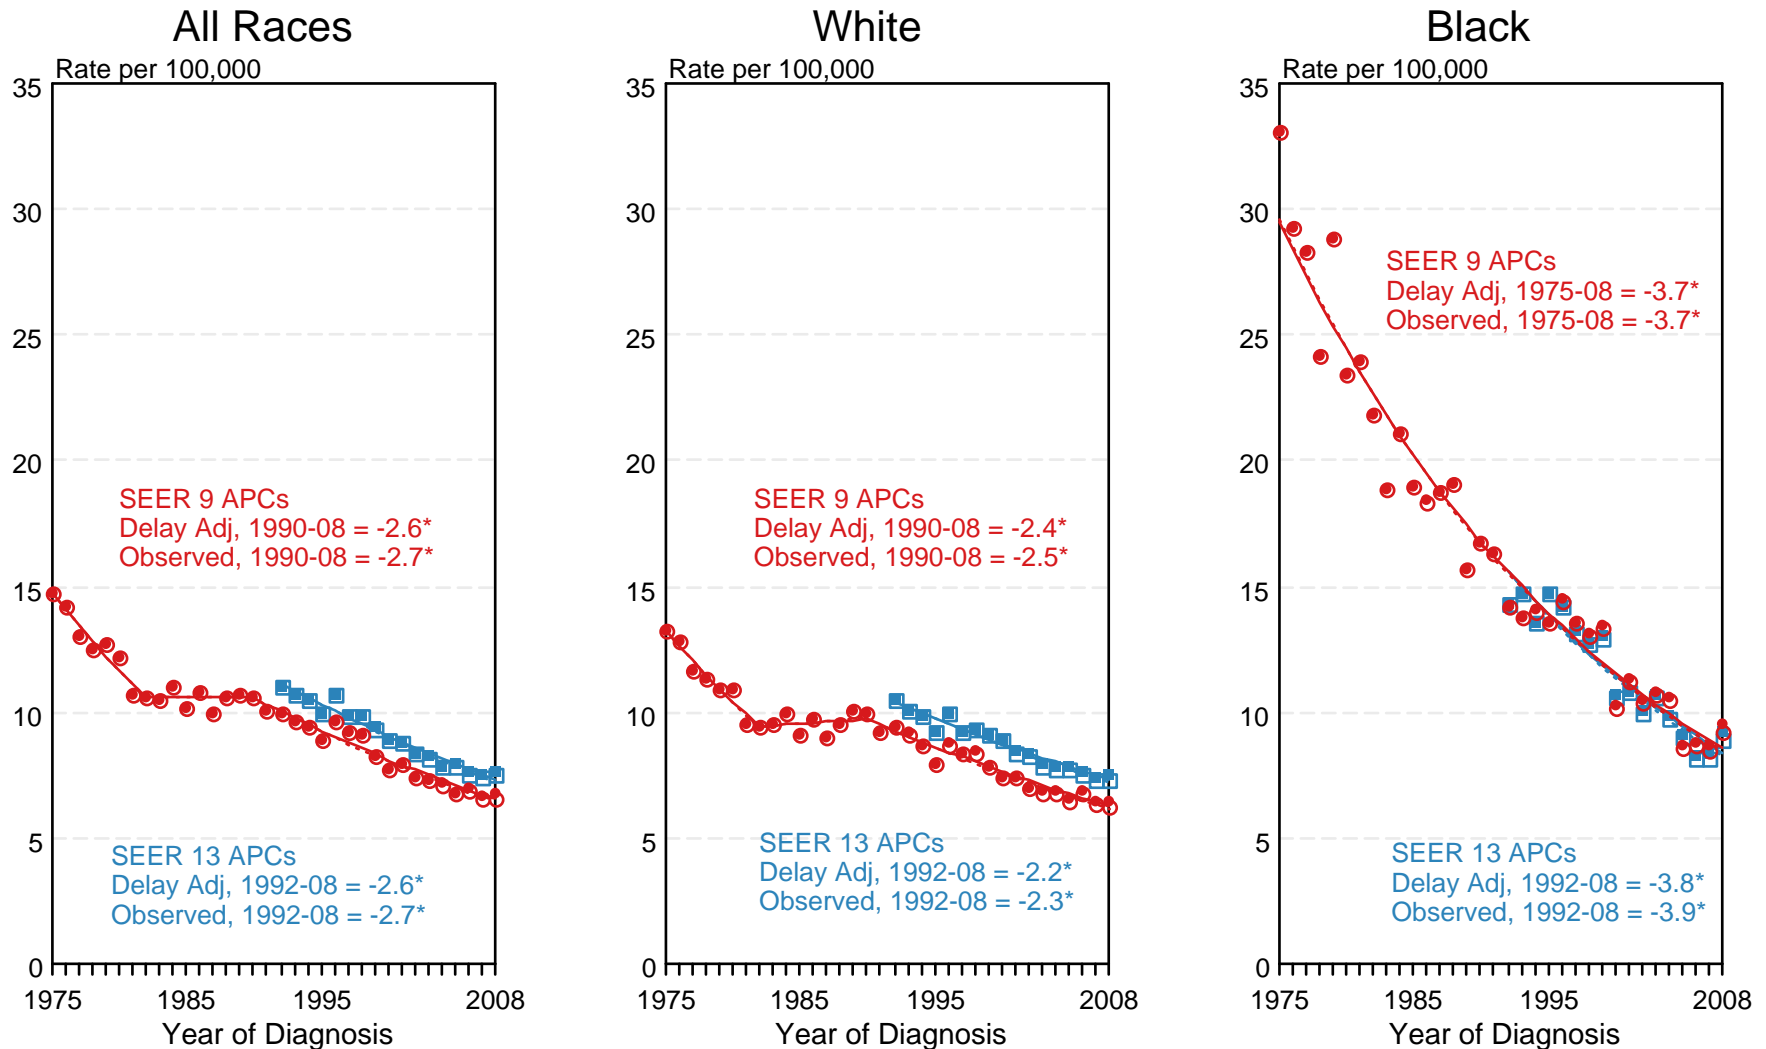 All Races
Rate per 100,000
35
30
25
20
15
10
5
0
SEER 9 APCs
Delay Adj, 1990-08 = -2.6*
Observed, 1990-08 = -2.7*
SEER 13 APCs
Delay Adj, 1992-08 = -2.6*
Observed, 1992-08 = -2.7*
1975 1985 1995 2008
Year of Diagnosis
White
Rate per 100,000
35
30
25
20
15
10
5
0
SEER 9 APCs
Delay Adj, 1990-08 = -2.4*
Observed, 1990-08 = -2.5*
SEER 13 APCs
Delay Adj, 1992-08 = -2.2*
Observed, 1992-08 = -2.3*
1975 1985 1995 2008
Year of Diagnosis
Black
Rate per 100,000
35
30
25
20
15
10
5
0
SEER 9 APCs
Delay Adj, 1975-08 = -3.7*
Observed, 1975-08 = -3.7*
SEER 13 APCs
Delay Adj, 1992-08 = -3.8*
Observed, 1992-08 = -3.9*
1975 1985 1995 2008
Year of Diagnosis